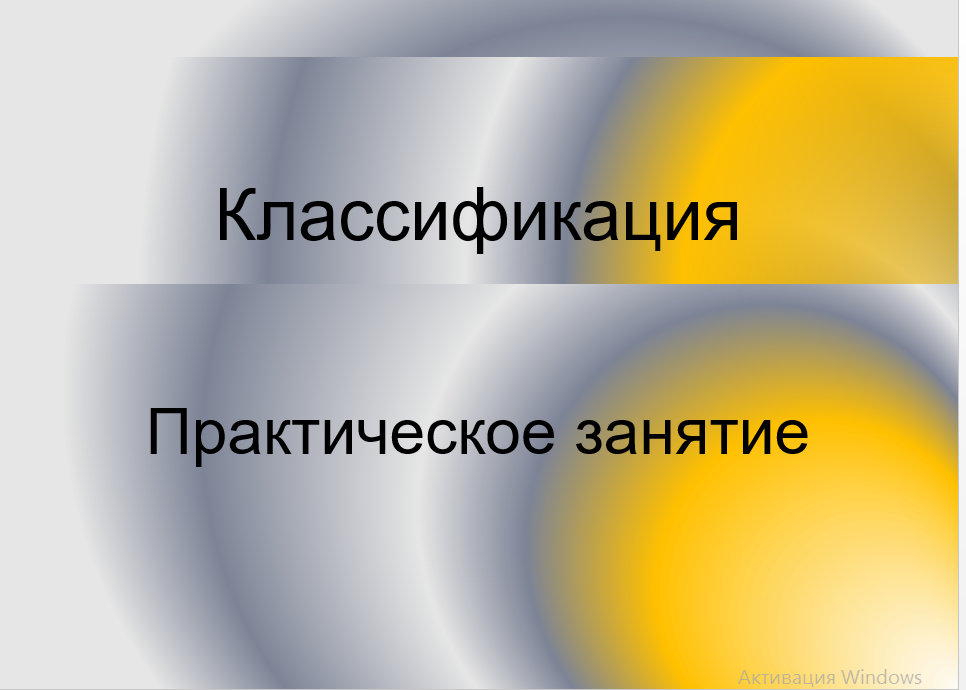 Классификация
Практическое занятие
Активация Windows